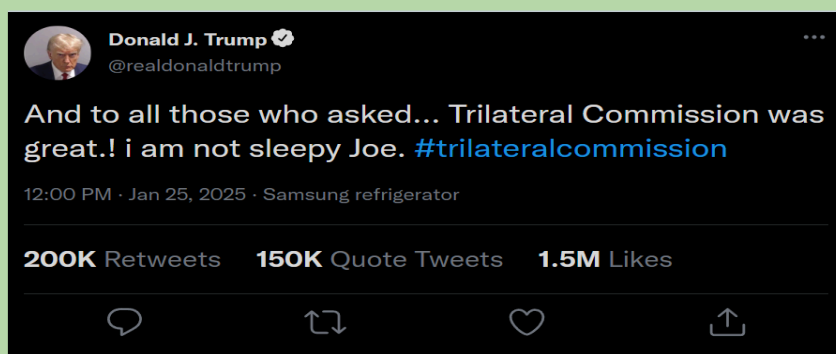 Donald J. Trump
@realdonaldtrump
And to all those who asked... Trilateral Commission was
great.! i am not sleepy Joe. #trilateralcommission
12:00 PM · Jan 25, 2025 · Samsung refrigerator
200K Retweets 150K Quote Tweets 1.5M Likes